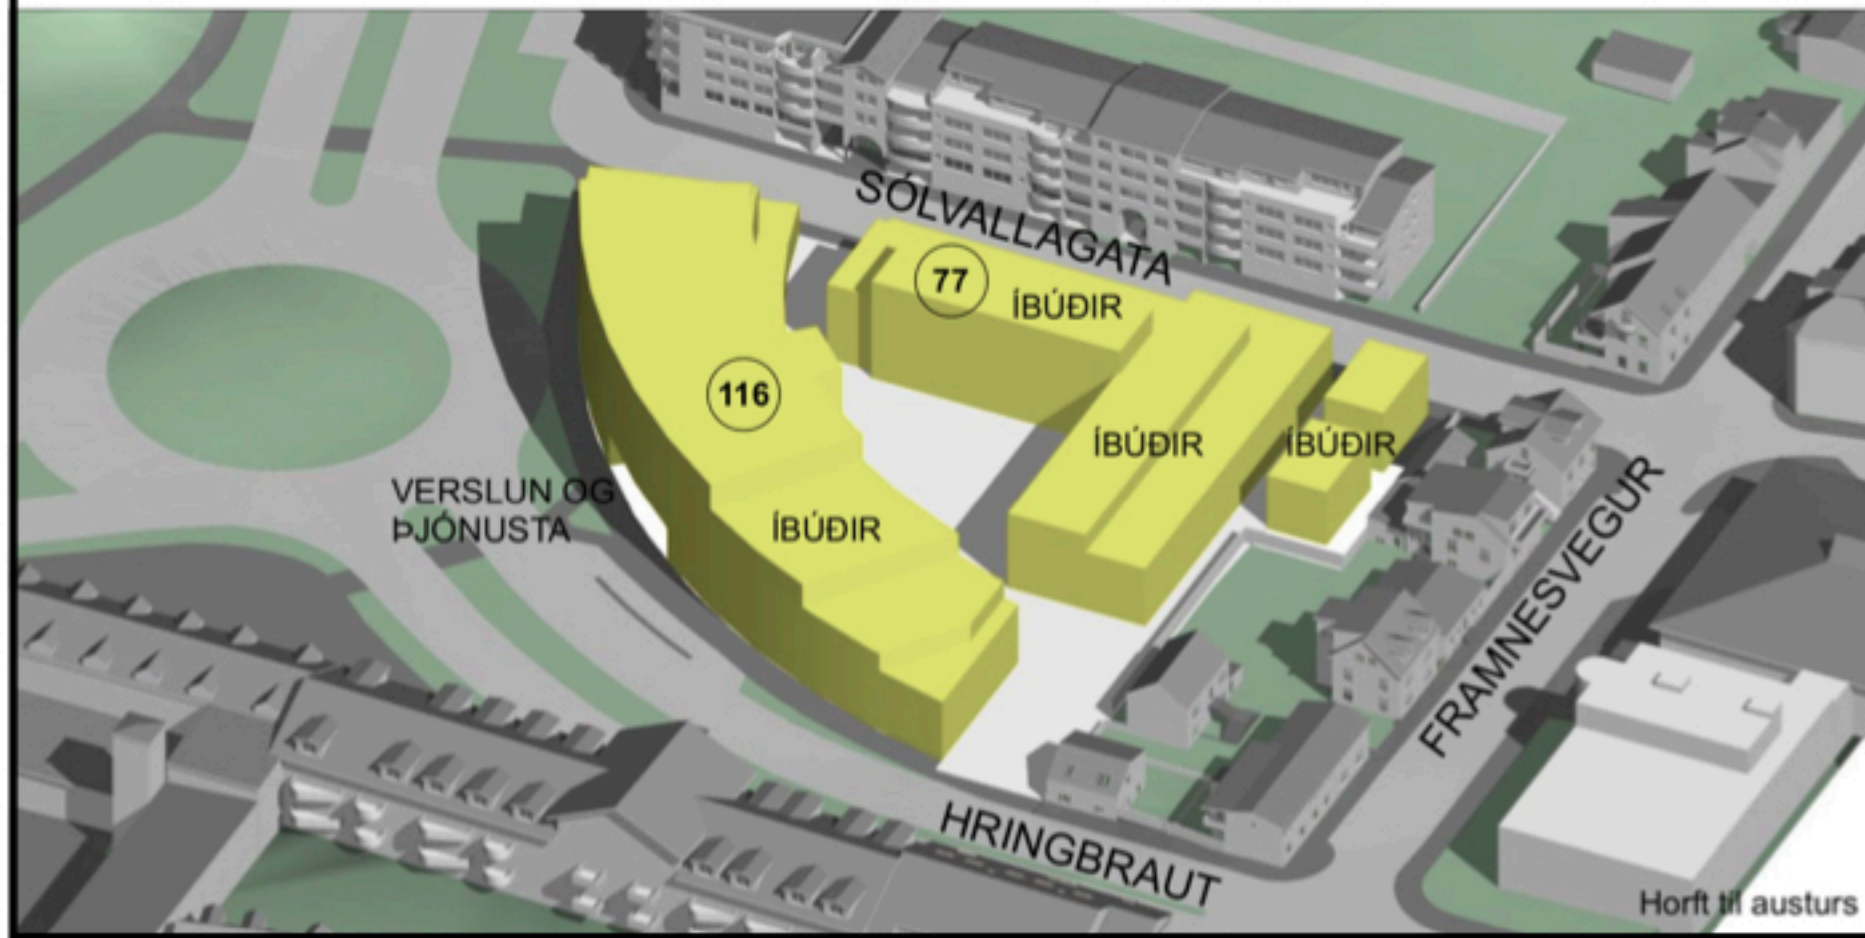 SÓLVALLAGATA
77
ÍBÚÐIR
116
ÍBÚÐIR
ÍBÚÐIR
VERSLUN OG
ÞJÓNUSTA
ÍBÚÐIR
FRAMNESVEGUR
HRINGBRAUT
Horft til austurs